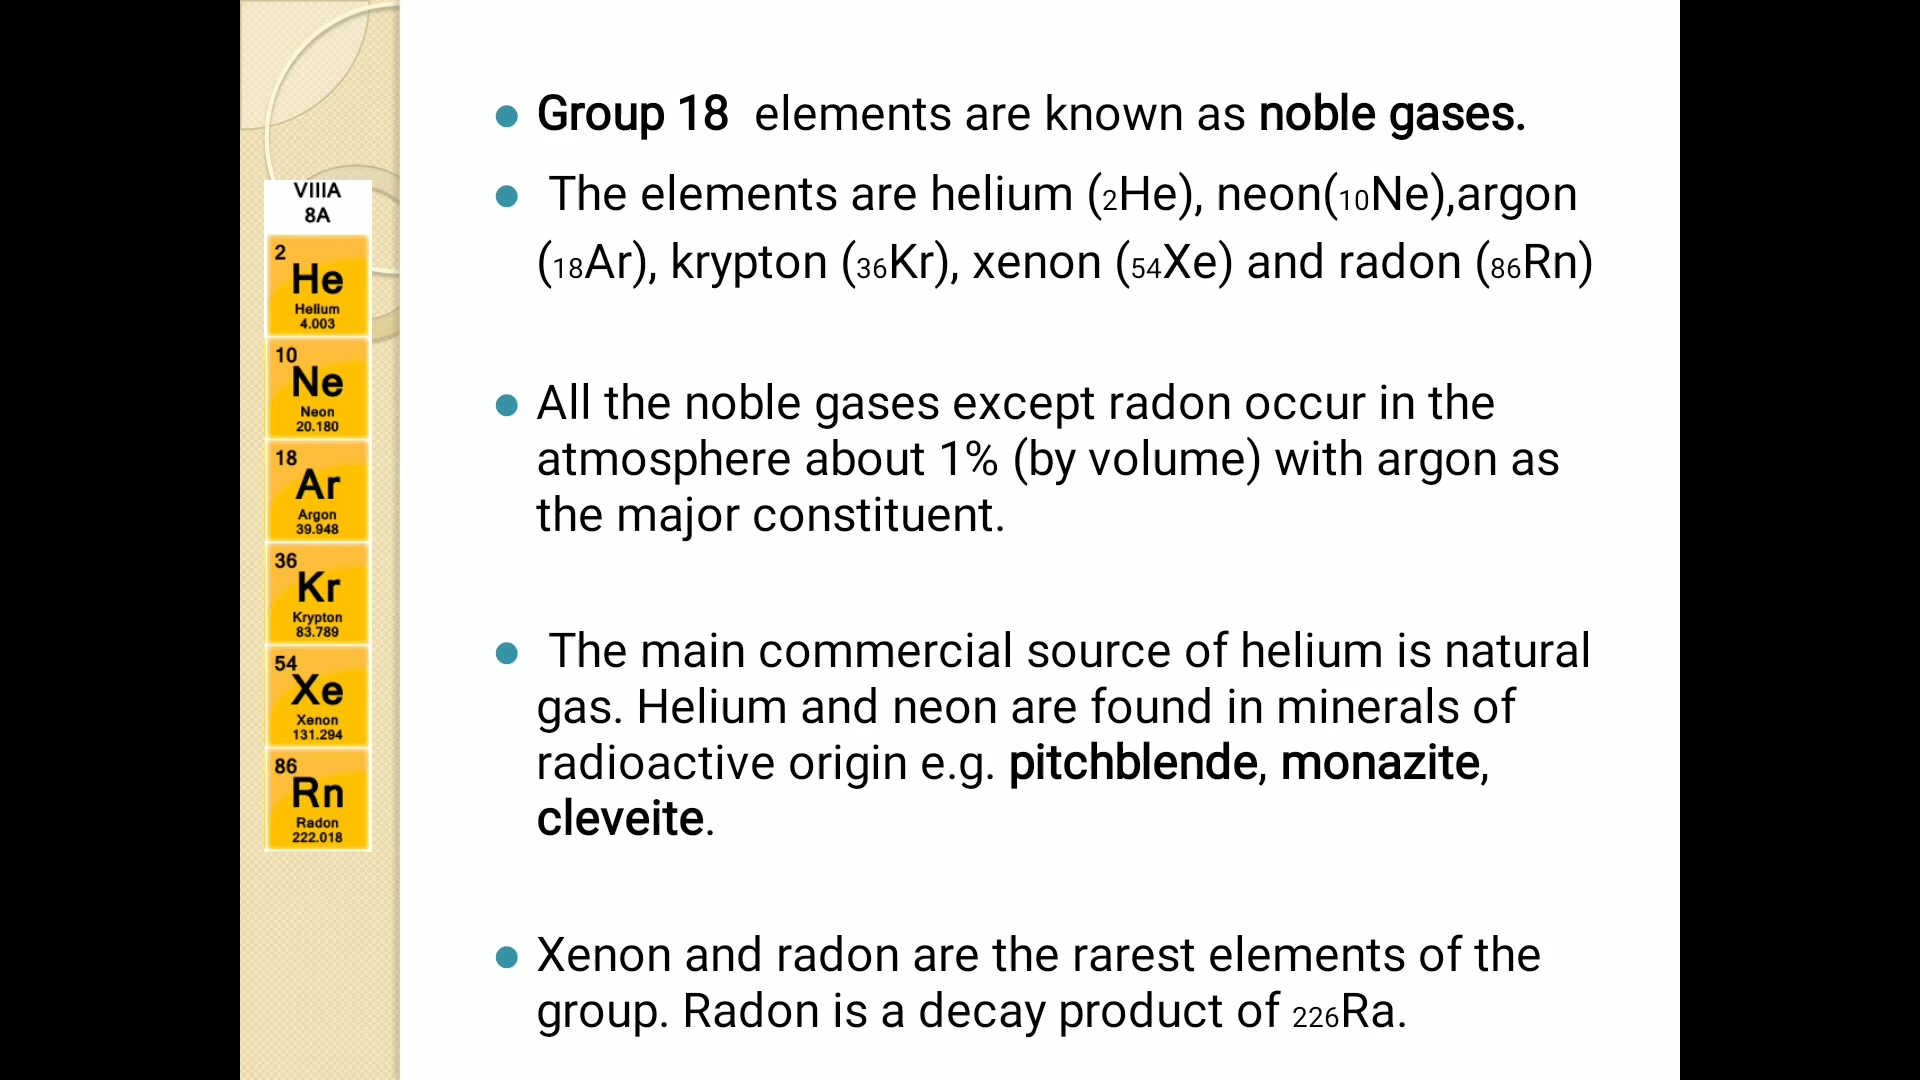 VIIIA
8A
2
He
Helium
4.003
10
Ne
Neon
20.180
18
Ar
Argon
39.948
36
Kr
Krypton
83.789
54
Xe
Xenon
131.294
86
Rn
Radon
222.018
• Group 18 elements are known as noble gases.
• The elements are helium (₂He), neon(₁₀Ne),argon
(₁₈Ar), krypton (₃₆Kr), xenon (₅₄Xe) and radon (₈₆Rn)
• All the noble gases except radon occur in the
atmosphere about 1% (by volume) with argon as
the major constituent.
• The main commercial source of helium is natural
gas. Helium and neon are found in minerals of
radioactive origin e.g. pitchblende, monazite,
cleveite.
• Xenon and radon are the rarest elements of the
group. Radon is a decay product of ₂₂₆Ra.